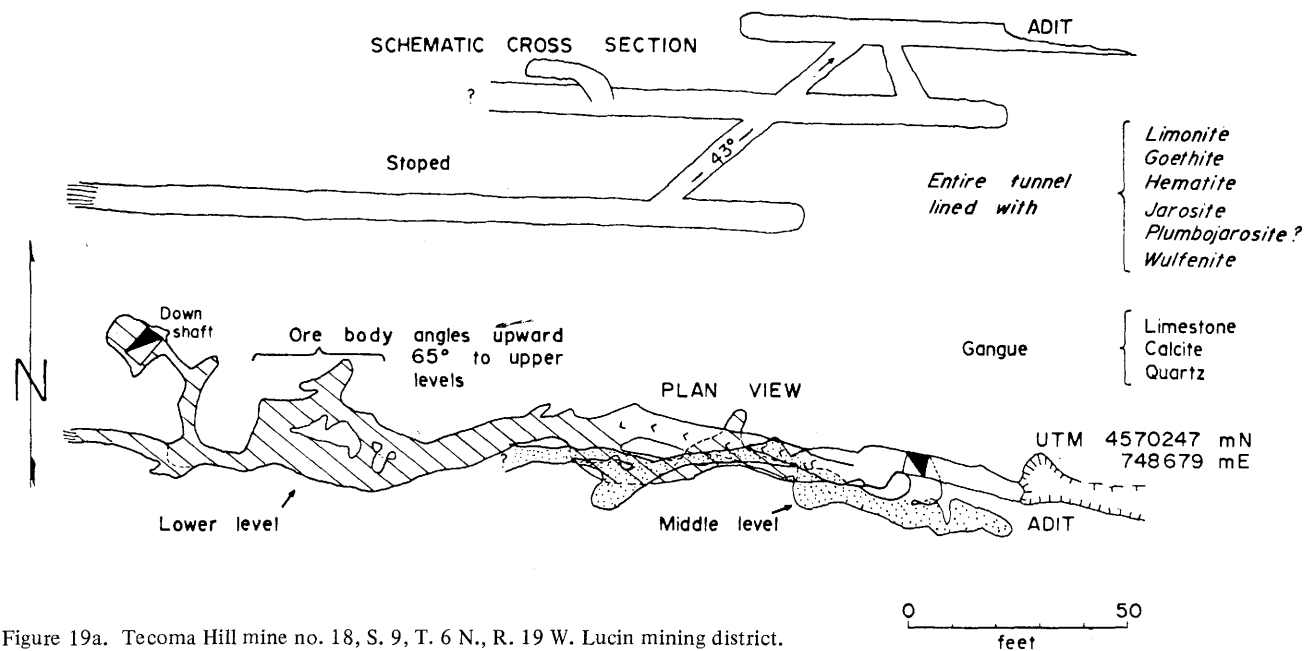 SCHEMATIC CROSS SECTION
ADIT
?
43°
Stoped
Entire tunnel
lined with
Limonite
Goethite
Hematite
Jarosite
Plumbojarosite?
Wulfenite
N
Down
shaft
Ore body angles upward
65° to upper
levels
Gangue
Limestone
Calcite
Quartz
PLAN VIEW
UTM 4570247 mN
748679 mE
Lower level
Middle level
ADIT
0 50
feet
Figure 19a. Tecoma Hill mine no. 18, S. 9, T. 6 N., R. 19 W. Lucin mining district.